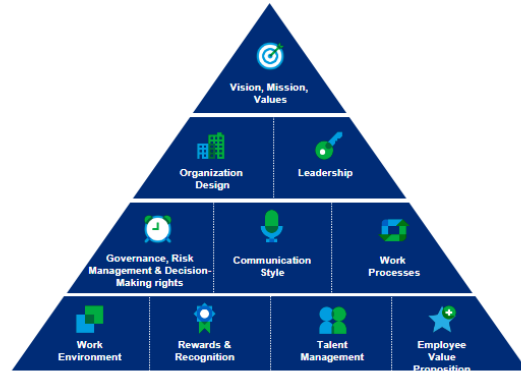 Vision, Mission,
Values
Organization
Design
Leadership
Governance, Risk
Management & Decision-
Making rights
Communication
Style
Work
Processes
Work
Environment
Rewards &
Recognition
Talent
Management
Employee
Value
Proposition